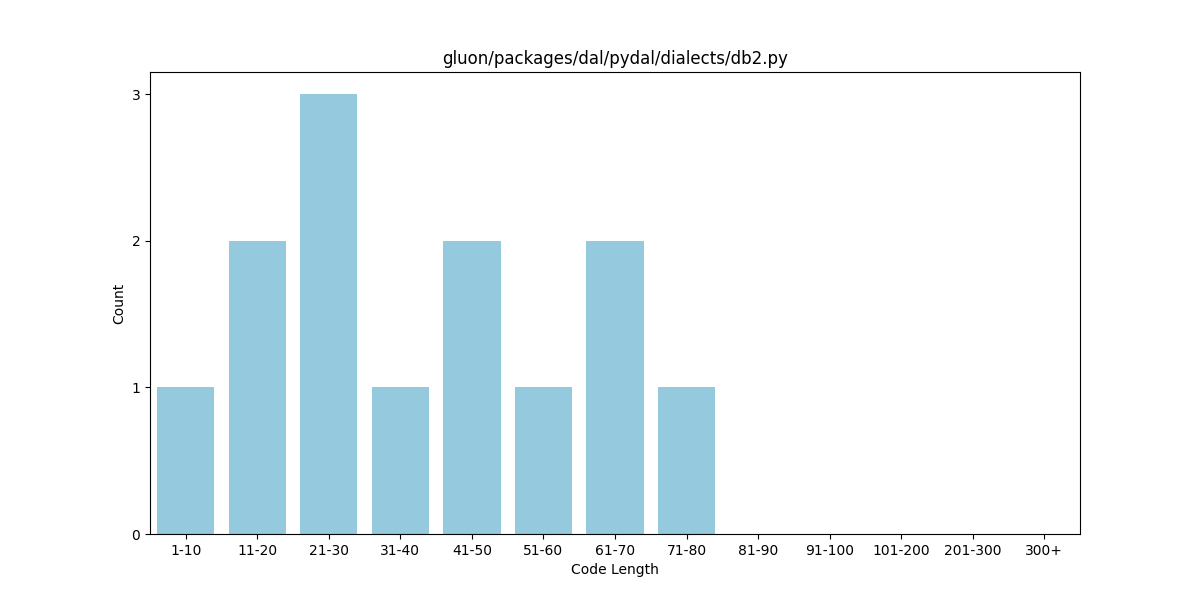 gluon/packages/dal/pydal/dialects/db2.py
3
2
1
0
Count
1-10 11-20 21-30 31-40 41-50 51-60 61-70 71-80 81-90 91-100 101-200 201-300 300+
Code Length